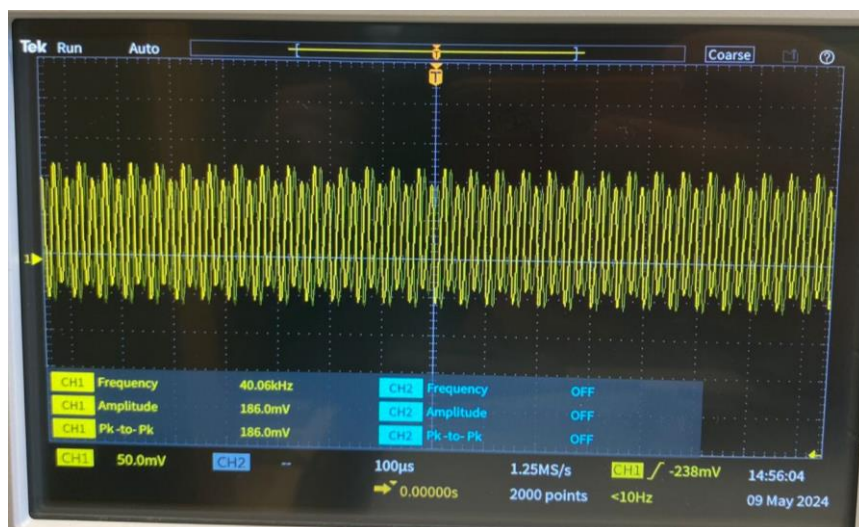 Tek Run Auto Coarse
T
T
1
CH1 Frequency 40.06kHz CH2 Frequency OFF
CH1 Amplitude 186.0mV CH2 Amplitude OFF
CH1 Pk-to-Pk 186.0mV CH2 Pk-to-Pk OFF
CH1 50.0mV CH2 -- 100µs 1.25MS/s CH1 -238mV 14:56:04
0.00000s 2000 points <10Hz 09 May 2024